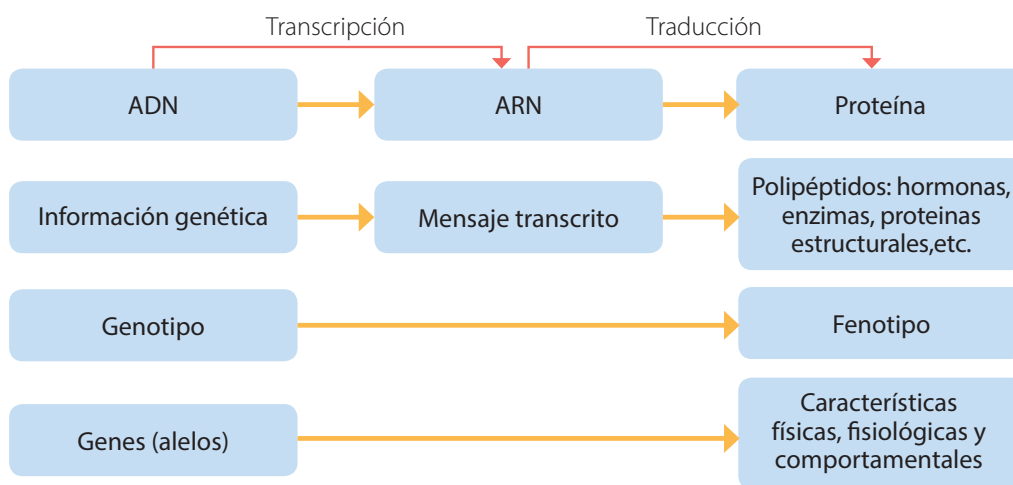 Transcripción
Traducción
ADN
ARN
Proteína
Información genética
Mensaje transcrito
Polipéptidos: hormonas,
enzimas, proteinas
estructurales,etc.
Genotipo
Fenotipo
Genes (alelos)
Características
físicas, fisiológicas y
comportamentales